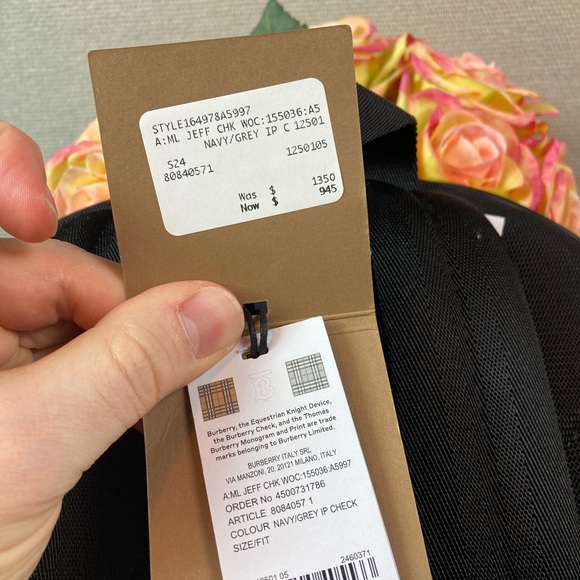 STYLE164978A5997
A:ML JEFF CHK WOC:155036:A5
NAVY/GREY IP C 12501
S24 1250105
80840571
Was $ 1350
Now $ 945
Burberry, the Equestrian Knight Device,
the Burberry Check, and the Thomas
Burberry Monogram and Print are trade
marks belonging to Burberry Limited.
BURBERRY ITALY SRL
VIA MANZONI, 20, 20121 MILANO, ITALY
A:ML JEFF CHK WOC:155036:A5997
ORDER No 4500731786
ARTICLE 8084057 1
COLOUR NAVY/GREY IP CHECK
SIZE/FIT
2460371